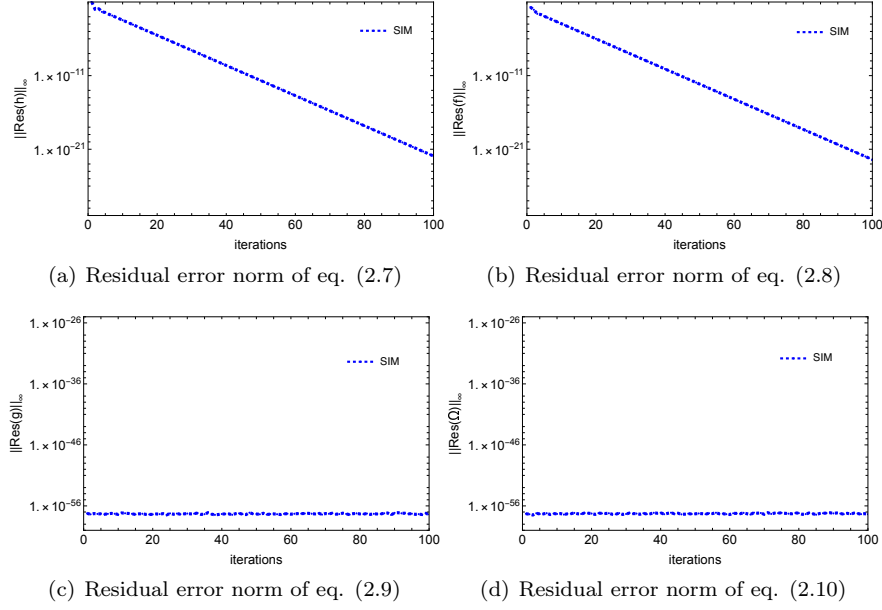 SIM
||Res(h)||∞
1. × 10⁻¹¹
1. × 10⁻²¹
0 20 40 60 80 100
iterations
(a) Residual error norm of eq. (2.7)
SIM
||Res(f)||∞
1. × 10⁻¹¹
1. × 10⁻²¹
0 20 40 60 80 100
iterations
(b) Residual error norm of eq. (2.8)
1. × 10⁻²⁶
SIM
||Res(g)||∞
1. × 10⁻³⁶
1. × 10⁻⁴⁶
1. × 10⁻⁵⁶
0 20 40 60 80 100
iterations
(c) Residual error norm of eq. (2.9)
1. × 10⁻²⁶
SIM
||Res(Ω)||∞
1. × 10⁻³⁶
1. × 10⁻⁴⁶
1. × 10⁻⁵⁶
0 20 40 60 80 100
iterations
(d) Residual error norm of eq. (2.10)